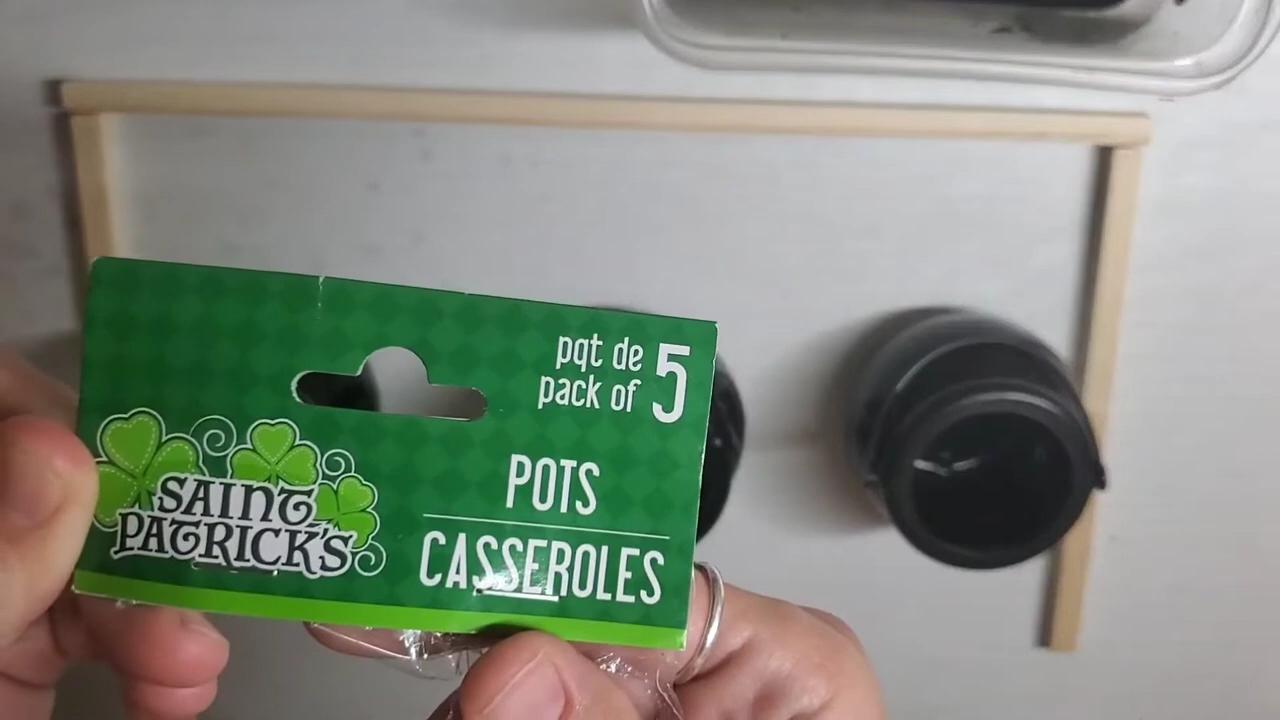 pqt de
pack of 5
POTS
CASSEROLES
SAINT
PATRICK'S